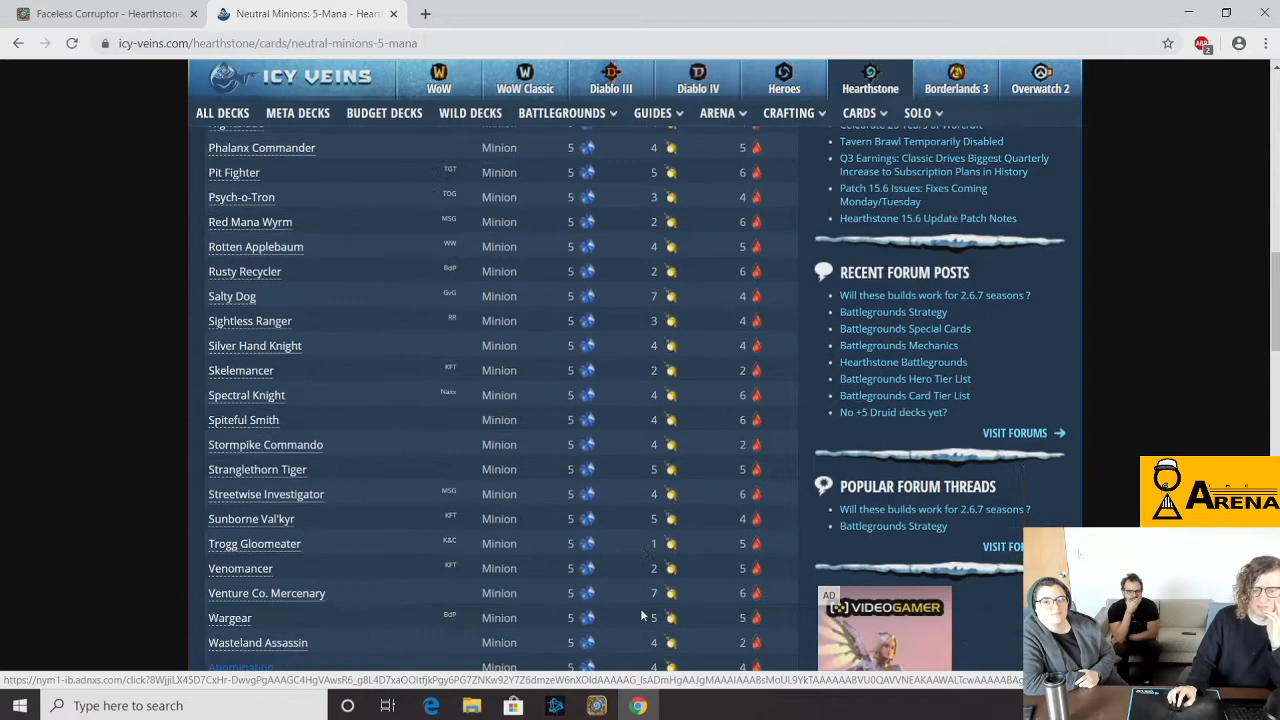 Faceless Corruptor - Hearthstone
Neutral Minions: 5-Mana - Heart
icy-veins.com/hearthstone/cards/neutral-minions-5-mana
ABP
2
ICY VEINS
WoW
WoW Classic
Diablo III
Diablo IV
Heroes
Hearthstone
Borderlands 3
Overwatch 2
ALL DECKS META DECKS BUDGET DECKS WILD DECKS BATTLEGROUNDS GUIDES ARENA CRAFTING CARDS SOLO
Phalanx Commander Minion 5 4 5
Pit Fighter TGT Minion 5 5 6
Psych-o-Tron TOG Minion 5 3 4
Red Mana Wyrm MSG Minion 5 2 6
Rotten Applebaum WW Minion 5 4 5
Rusty Recycler BdP Minion 5 2 6
Salty Dog GvG Minion 5 7 4
Sightless Ranger RR Minion 5 3 4
Silver Hand Knight Minion 5 4 4
Skelemancer KFT Minion 5 2 2
Spectral Knight Naxx Minion 5 4 6
Spiteful Smith Minion 5 4 6
Stormpike Commando Minion 5 4 2
Stranglethorn Tiger Minion 5 5 5
Streetwise Investigator MSG Minion 5 4 6
Sunborne Val'kyr KFT Minion 5 5 4
Trogg Gloomeater K&C Minion 5 1 5
Venomancer KFT Minion 5 2 5
Venture Co. Mercenary Minion 5 7 6
Wargear BdP Minion 5 5 5
Wasteland Assassin Minion 5 4 2
Abomination Minion 5 4 4
Celebrate 25 Years of Warcraft
Tavern Brawl Temporarily Disabled
Q3 Earnings: Classic Drives Biggest Quarterly
Increase to Subscription Plans in History
Patch 15.6 Issues: Fixes Coming
Monday/Tuesday
Hearthstone 15.6 Update Patch Notes
RECENT FORUM POSTS
Will these builds work for 2.6.7 seasons ?
Battlegrounds Strategy
Battlegrounds Special Cards
Battlegrounds Mechanics
Hearthstone Battlegrounds
Battlegrounds Hero Tier List
Battlegrounds Card Tier List
No +5 Druid decks yet?
VISIT FORUMS
POPULAR FORUM THREADS
Will these builds work for 2.6.7 seasons ?
Battlegrounds Strategy
VISIT FO
AD
VIDEOGAMER
THE
ARENA
Type here to search